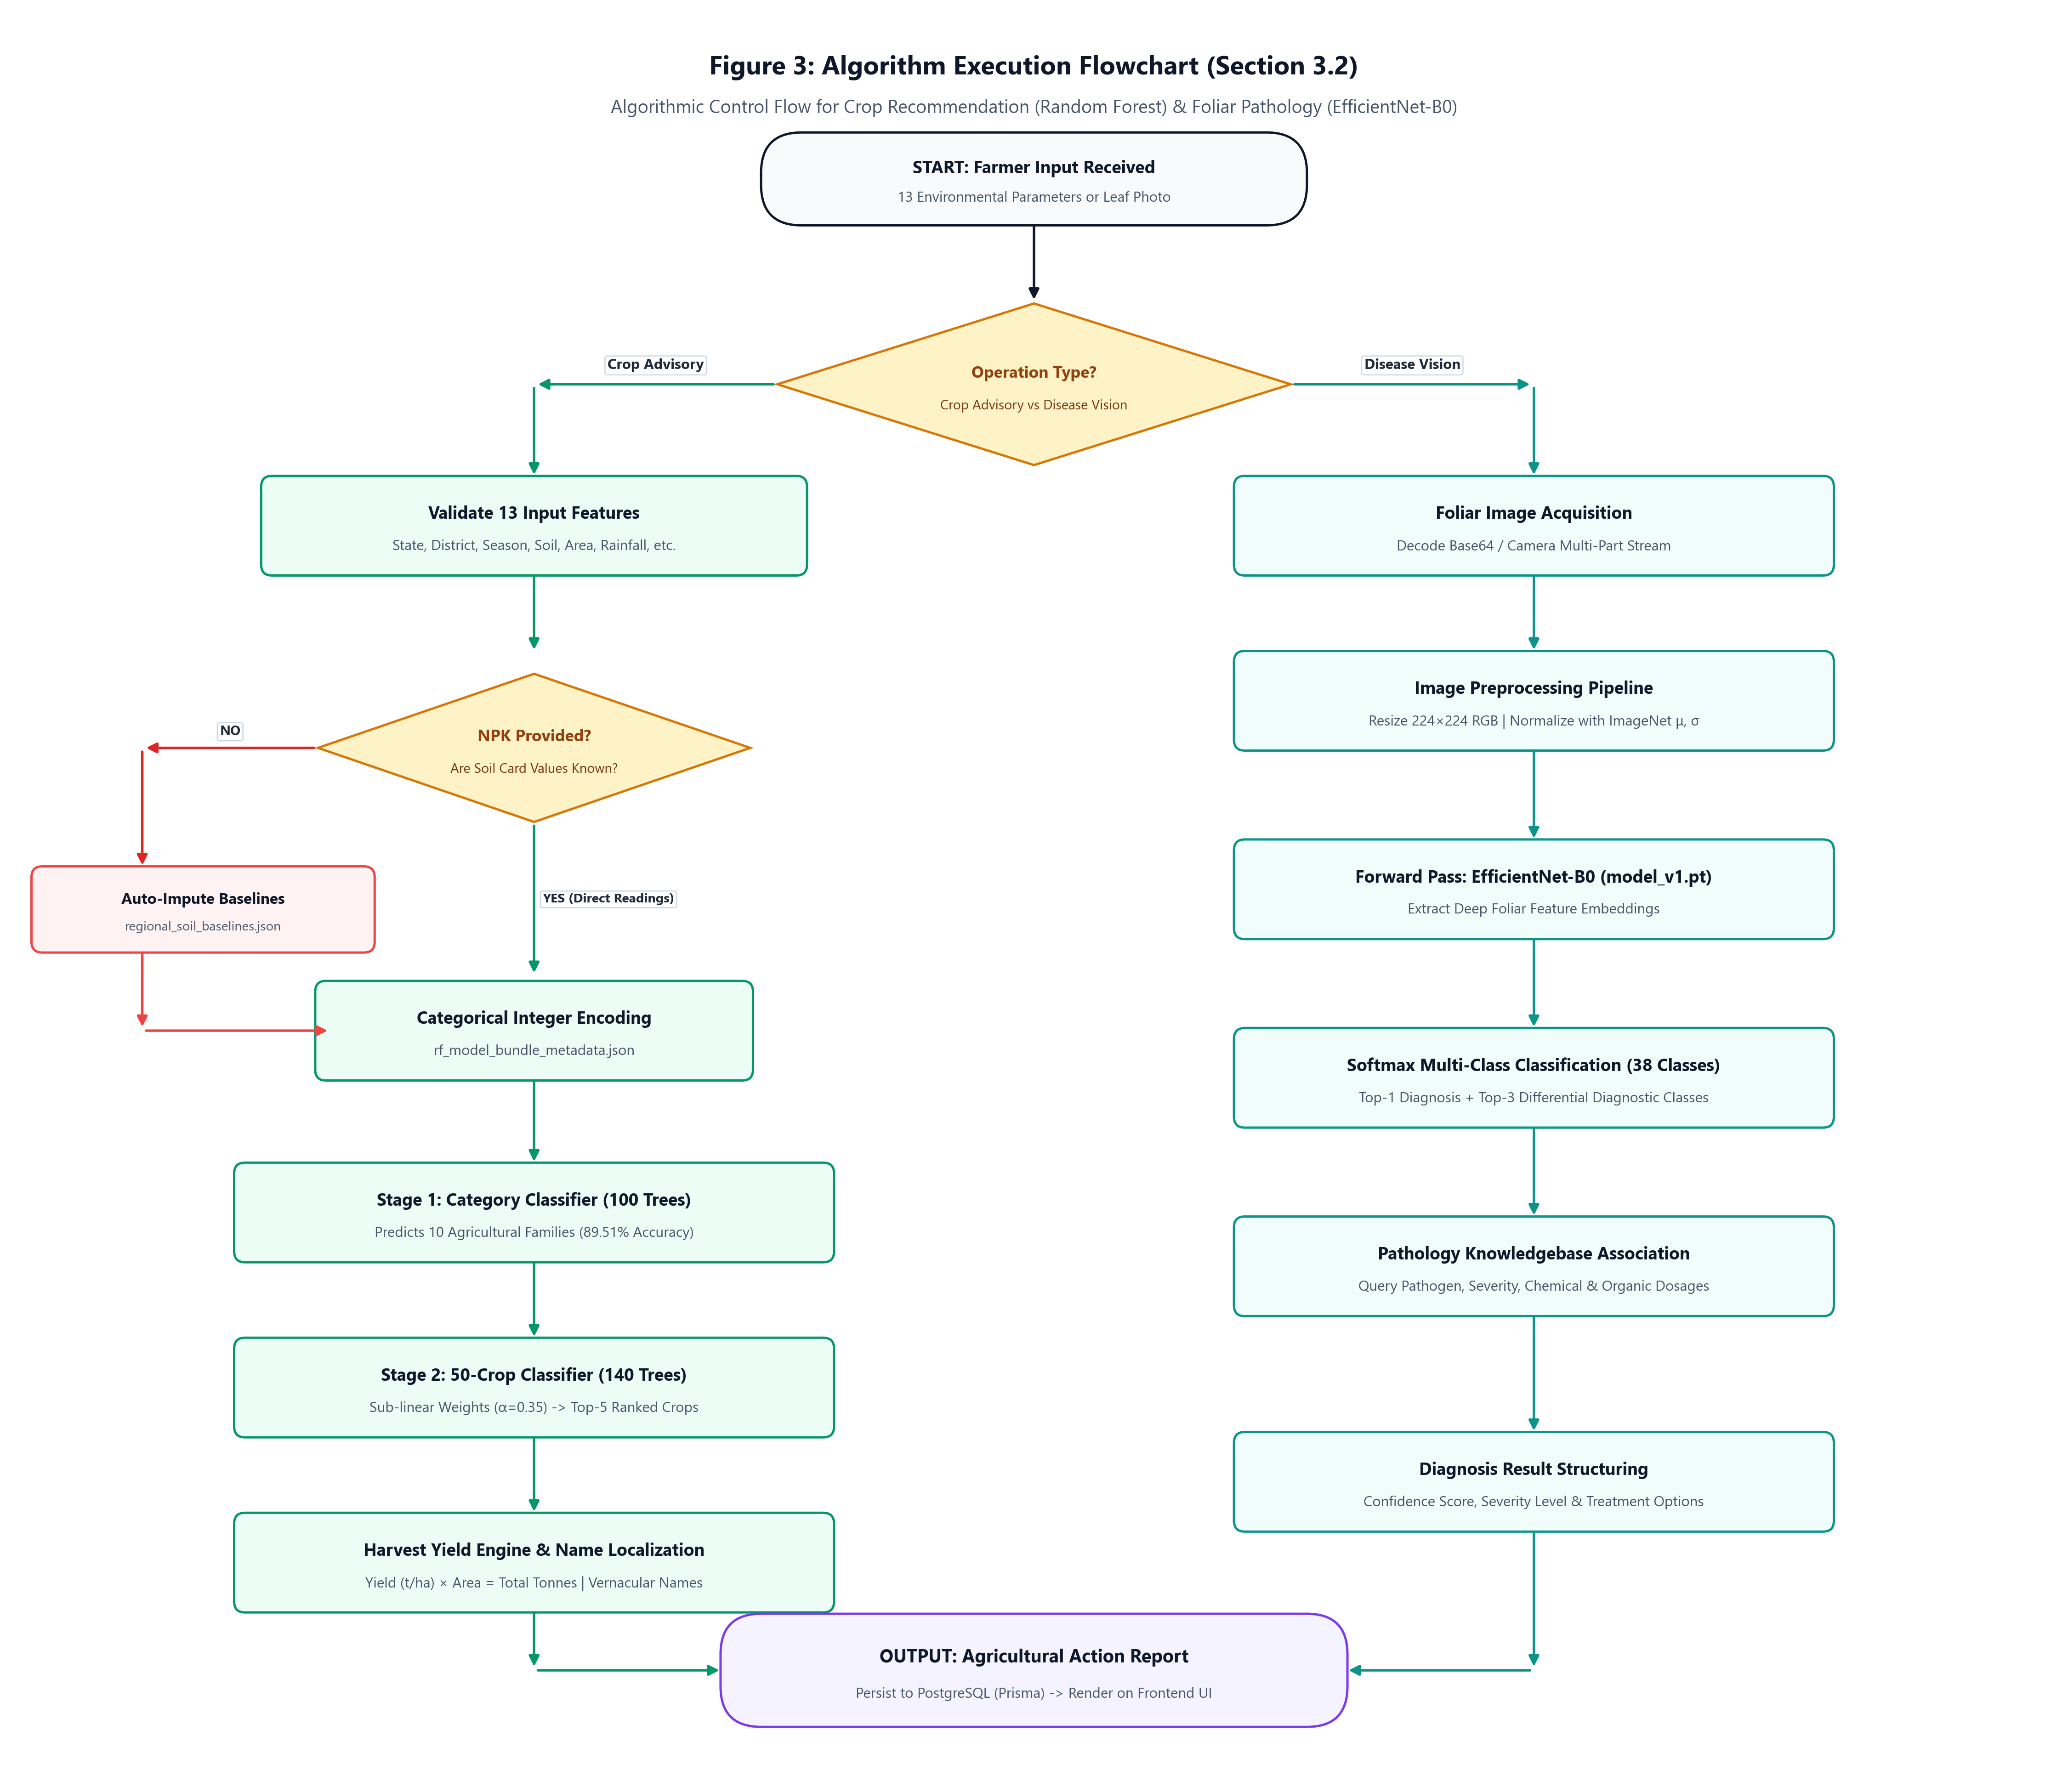 Figure 3: Algorithm Execution Flowchart (Section 3.2)
Algorithmic Control Flow for Crop Recommendation (Random Forest) & Foliar Pathology (EfficientNet-B0)
START: Farmer Input Received
13 Environmental Parameters or Leaf Photo
Operation Type?
Crop Advisory vs Disease Vision
Crop Advisory
Disease Vision
Validate 13 Input Features
State, District, Season, Soil, Area, Rainfall, etc.
NPK Provided?
Are Soil Card Values Known?
NO
Auto-Impute Baselines
regional_soil_baselines.json
YES (Direct Readings)
Categorical Integer Encoding
rf_model_bundle_metadata.json
Stage 1: Category Classifier (100 Trees)
Predicts 10 Agricultural Families (89.51% Accuracy)
Stage 2: 50-Crop Classifier (140 Trees)
Sub-linear Weights (α=0.35) -> Top-5 Ranked Crops
Harvest Yield Engine & Name Localization
Yield (t/ha) × Area = Total Tonnes | Vernacular Names
Foliar Image Acquisition
Decode Base64 / Camera Multi-Part Stream
Image Preprocessing Pipeline
Resize 224×224 RGB | Normalize with ImageNet μ, σ
Forward Pass: EfficientNet-B0 (model_v1.pt)
Extract Deep Foliar Feature Embeddings
Softmax Multi-Class Classification (38 Classes)
Top-1 Diagnosis + Top-3 Differential Diagnostic Classes
Pathology Knowledgebase Association
Query Pathogen, Severity, Chemical & Organic Dosages
Diagnosis Result Structuring
Confidence Score, Severity Level & Treatment Options
OUTPUT: Agricultural Action Report
Persist to PostgreSQL (Prisma) -> Render on Frontend UI